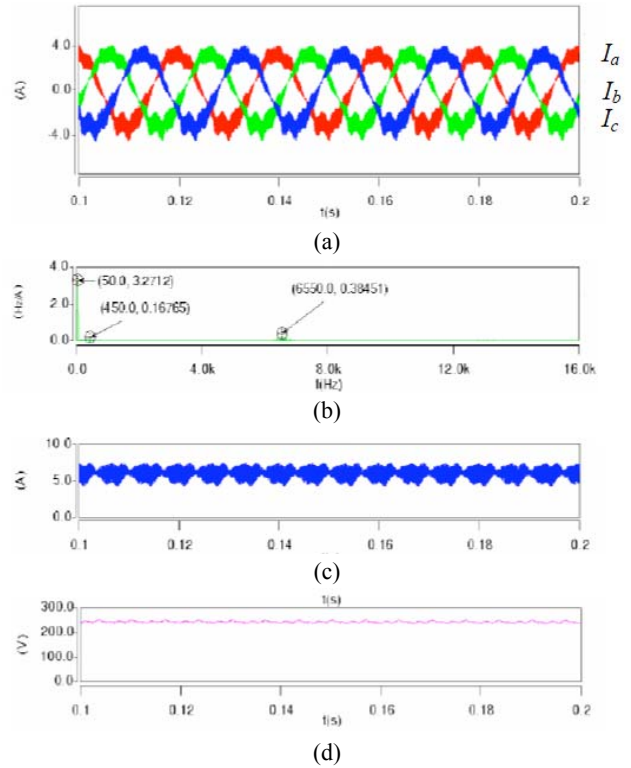 4.0
0.0
-4.0
(A)
I_a
I_b
I_c
0.1 0.12 0.14 0.16 0.18 0.2
t(s)
(a)
4.0
2.0
0.0
(Hz/A)
(50.0, 3.2712)
(450.0, 0.16765)
(6550.0, 0.38451)
0.0 4.0k 8.0k 12.0k 16.0k
f(Hz)
(b)
10.0
5.0
0.0
(A)
0.1 0.12 0.14 0.16 0.18 0.2
(c)
t(s)
300.0
200.0
100.0
0.0
(V)
0.1 0.12 0.14 0.16 0.18 0.2
t(s)
(d)